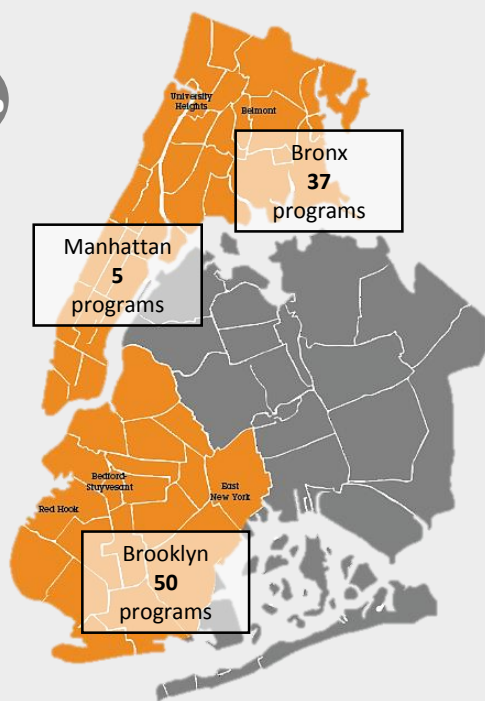 University
Heights
Belmont
Bronx
37
programs
Manhattan
5
programs
Bedford-
Stuyvesant
East
New York
Red Hook
Brooklyn
50
programs